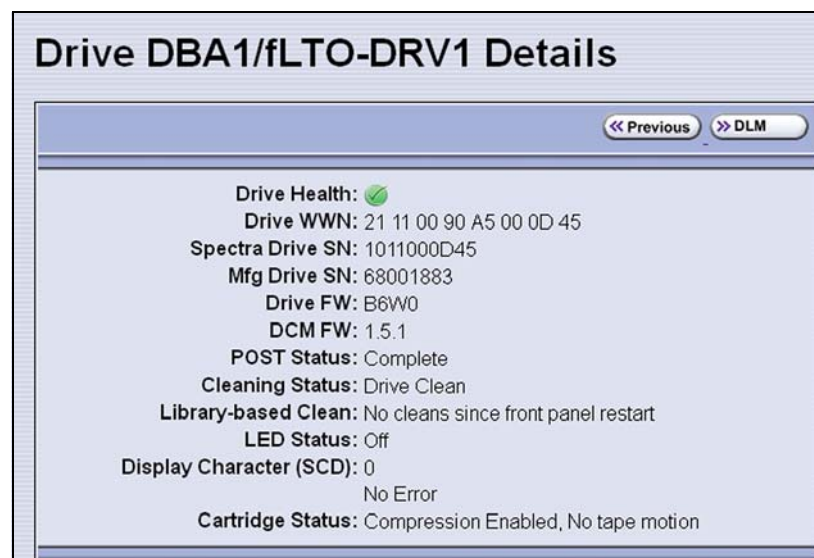 Drive DBA1/fLTO-DRV1 Details
Previous DLM
Drive Health:
Drive WWN: 21 11 00 90 A5 00 0D 45
Spectra Drive SN: 1011000D45
Mfg Drive SN: 68001883
Drive FW: B6W0
DCM FW: 1.5.1
POST Status: Complete
Cleaning Status: Drive Clean
Library-based Clean: No cleans since front panel restart
LED Status: Off
Display Character (SCD): 0
No Error
Cartridge Status: Compression Enabled, No tape motion